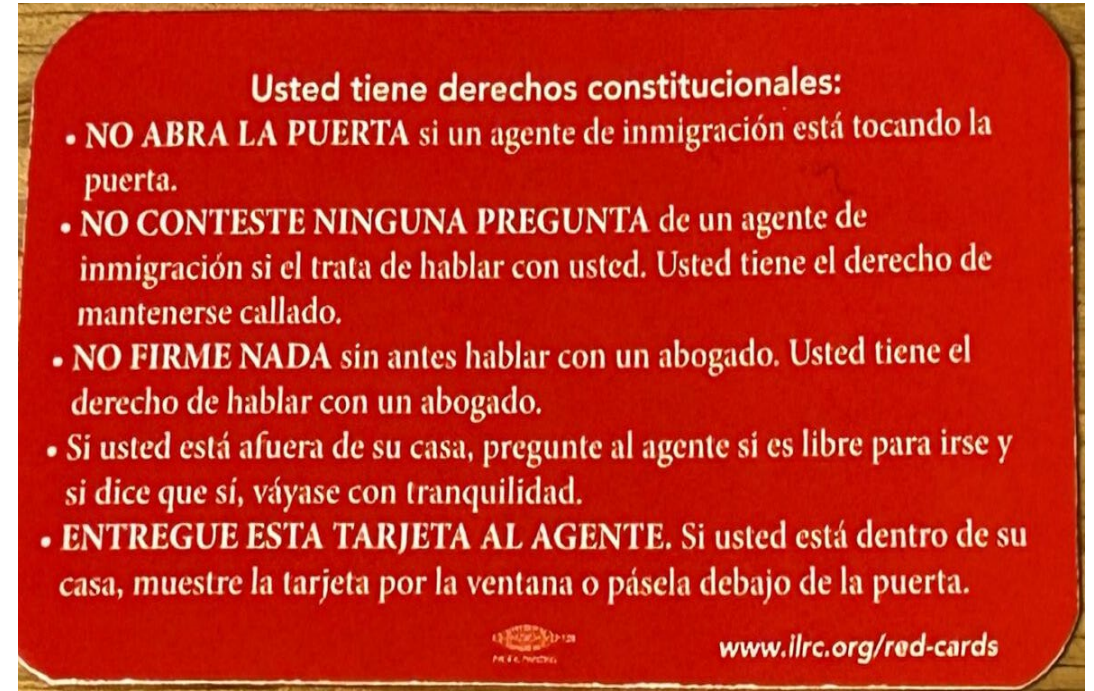 Usted tiene derechos constitucionales:
• NO ABRA LA PUERTA si un agente de inmigración está tocando la
puerta.
• NO CONTESTE NINGUNA PREGUNTA de un agente de
inmigración si el trata de hablar con usted. Usted tiene el derecho de
mantenerse callado.
• NO FIRME NADA sin antes hablar con un abogado. Usted tiene el
derecho de hablar con un abogado.
• Si usted está afuera de su casa, pregunte al agente si es libre para irse y
si dice que sí, váyase con tranquilidad.
• ENTREGUE ESTA TARJETA AL AGENTE. Si usted está dentro de su
casa, muestre la tarjeta por la ventana o pásela debajo de la puerta.
www.ilrc.org/red-cards